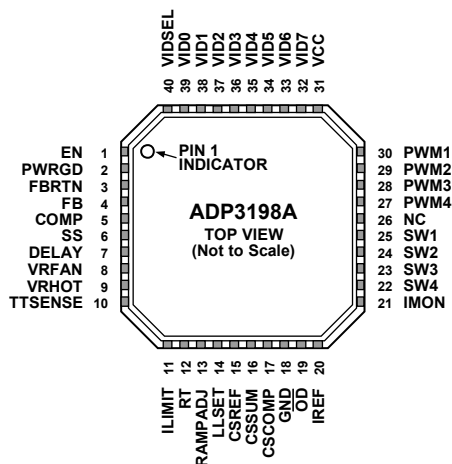 VIDSEL
VID0
VID1
VID2
VID3
VID4
VID5
VID6
VID7
VCC
40
39
38
37
36
35
34
33
32
31
EN 1
PWRGD 2
FBRTN 3
FB 4
COMP 5
SS 6
DELAY 7
VRFAN 8
VRHOT 9
TTSENSE 10
PIN 1
INDICATOR
ADP3198A
TOP VIEW
(Not to Scale)
30 PWM1
29 PWM2
28 PWM3
27 PWM4
26 NC
25 SW1
24 SW2
23 SW3
22 SW4
21 IMON
11
12
13
14
15
16
17
18
19
20
ILIMIT
RT
RAMPADJ
LLSET
CSREF
CSSUM
CSCOMP
GND
OD
IREF